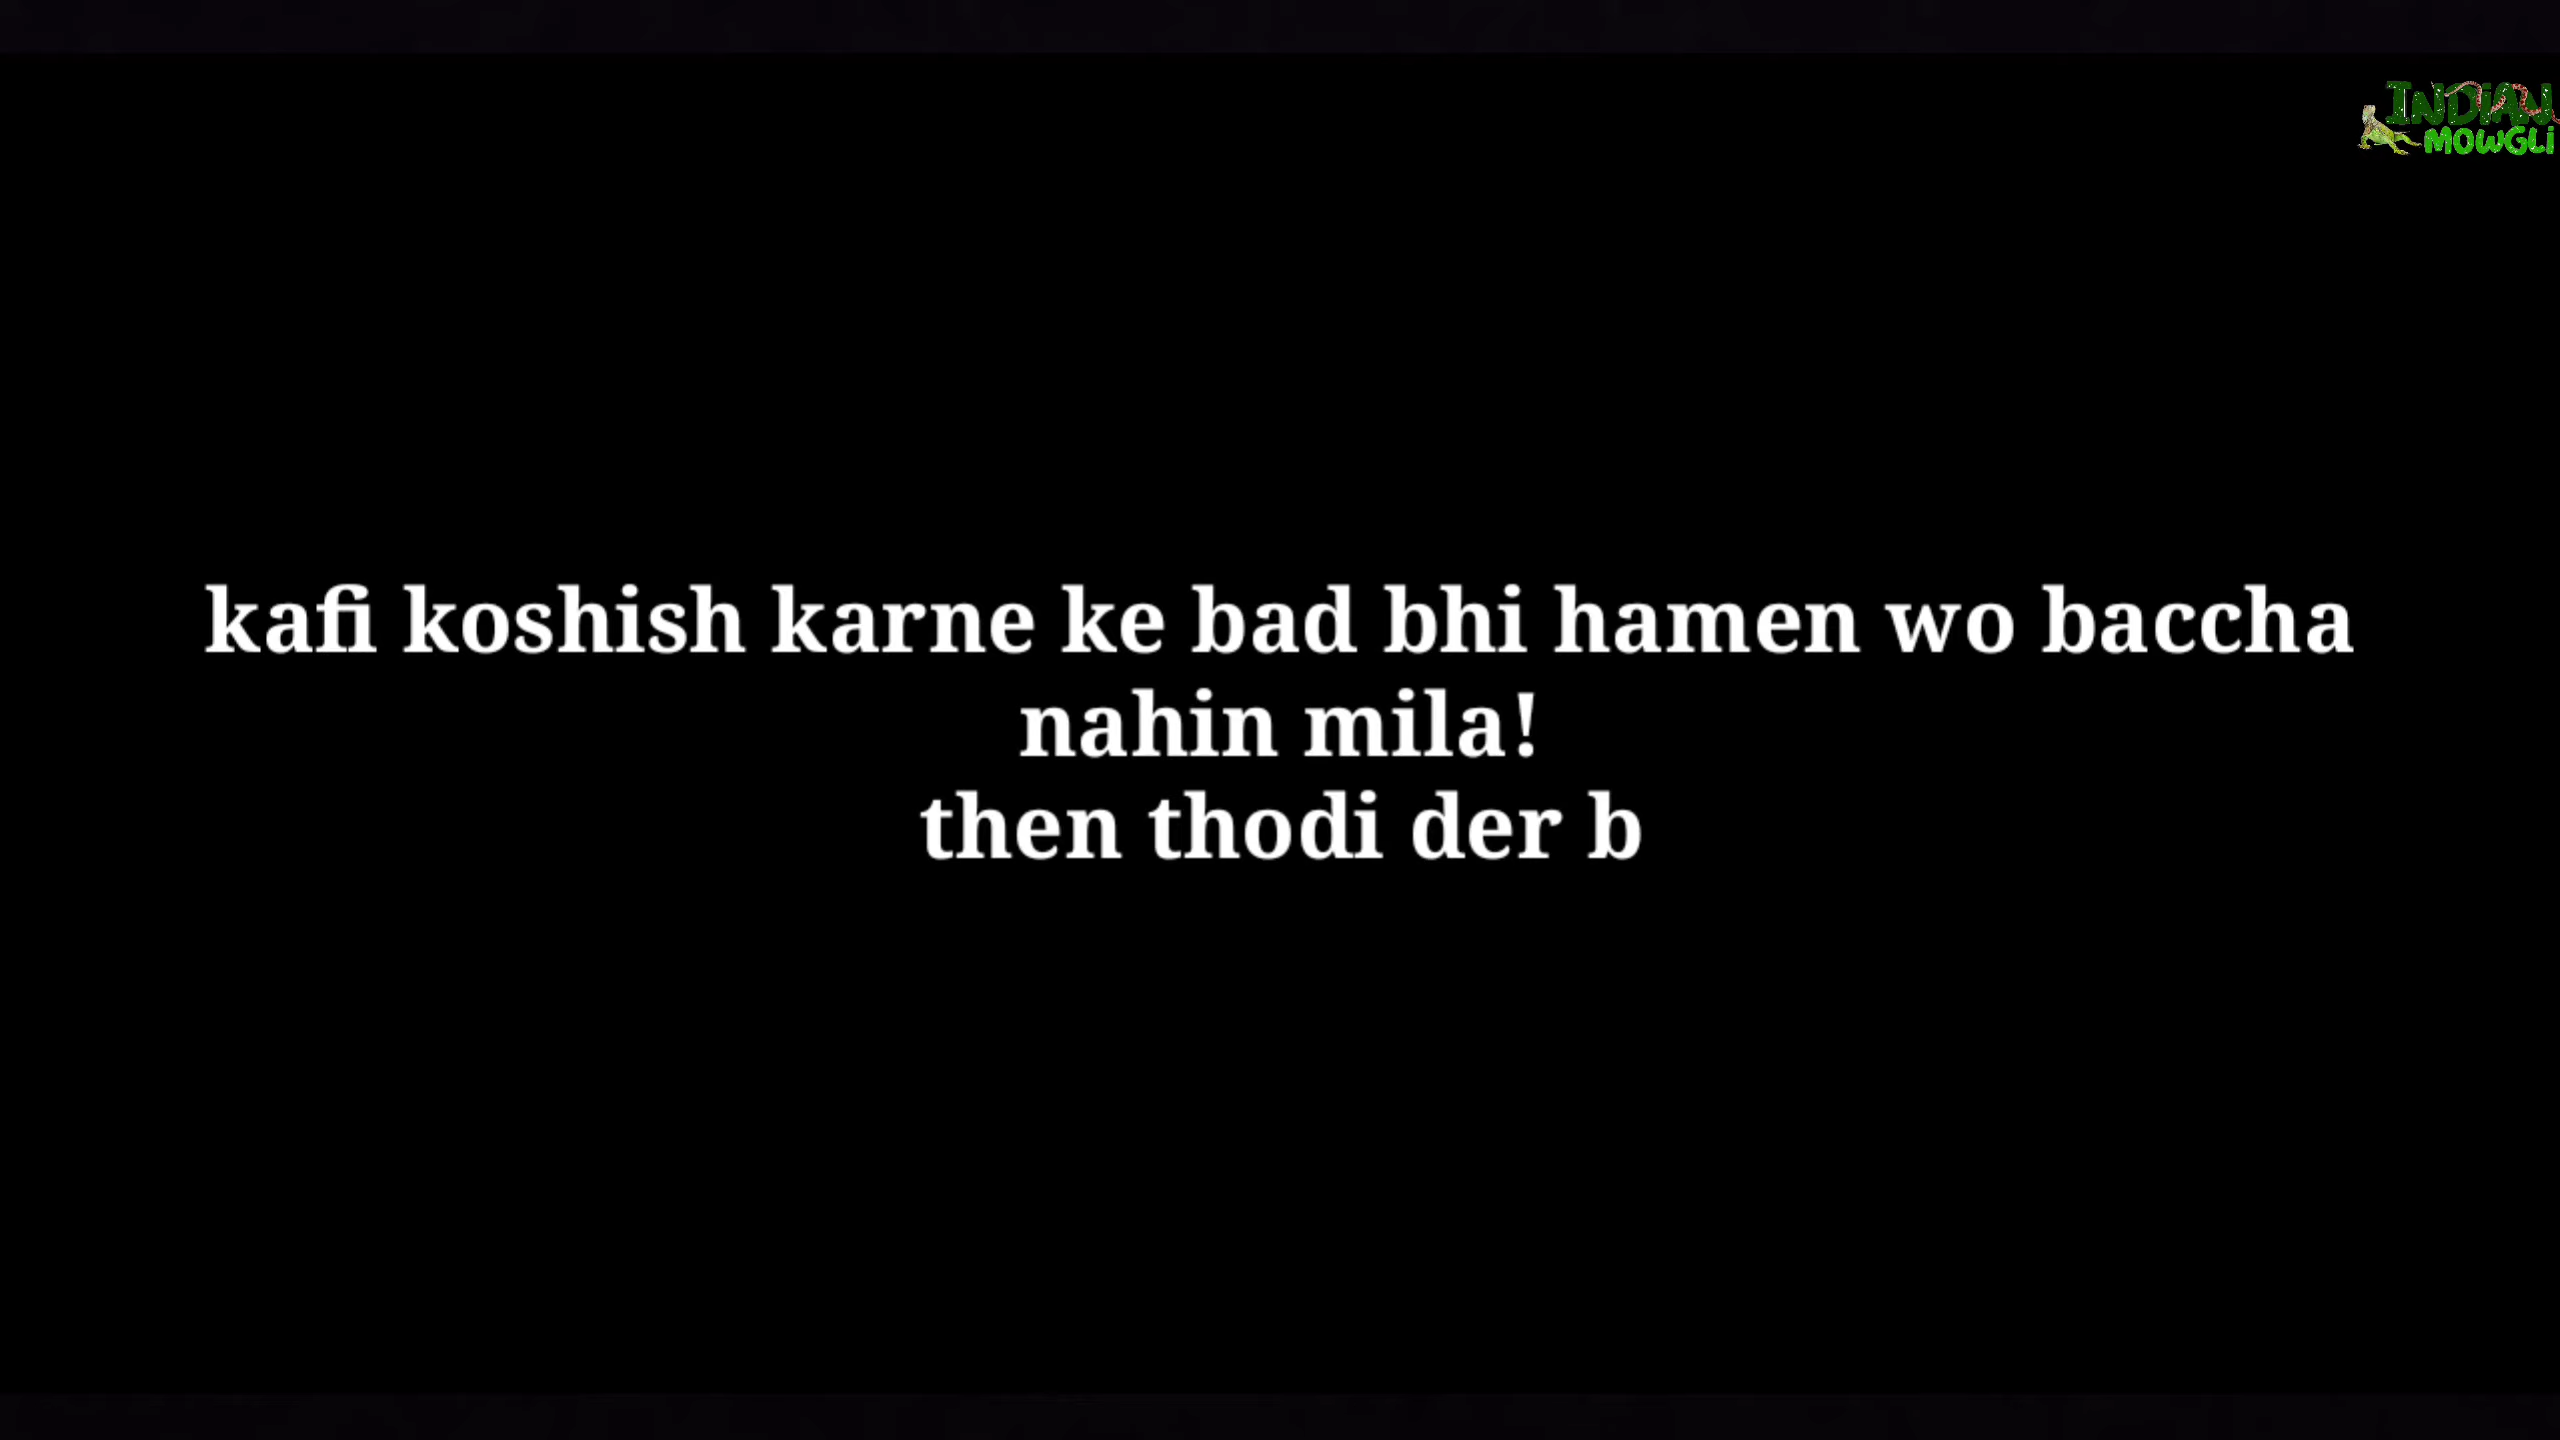 INDIAN
MOWGLI
kafi koshish karne ke bad bhi hamen wo baccha
nahin mila!
then thodi der b